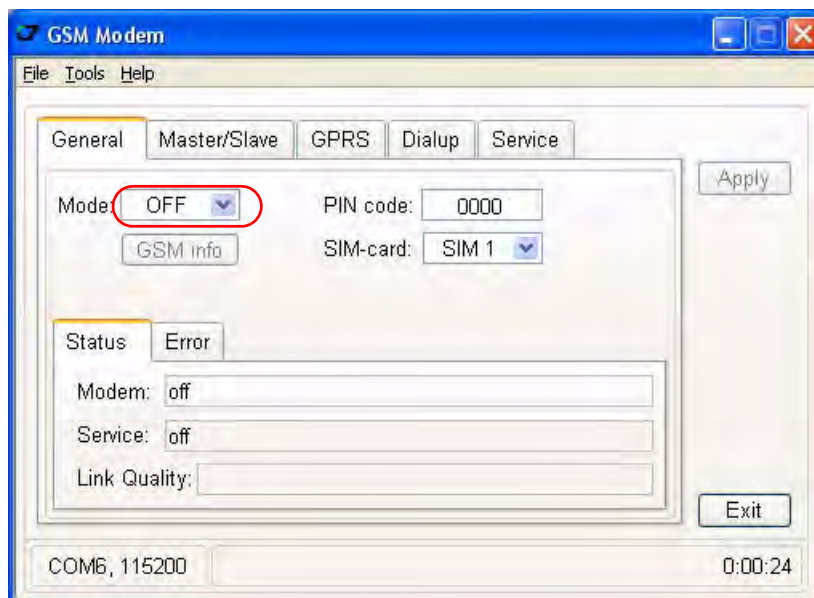 GSM Modem
File Tools Help
General Master/Slave GPRS Dialup Service
Apply
Mode: OFF PIN code: 0000
GSM info SIM-card: SIM 1
Status Error
Modem: off
Service: off
Link Quality:
Exit
COM6, 115200 0:00:24